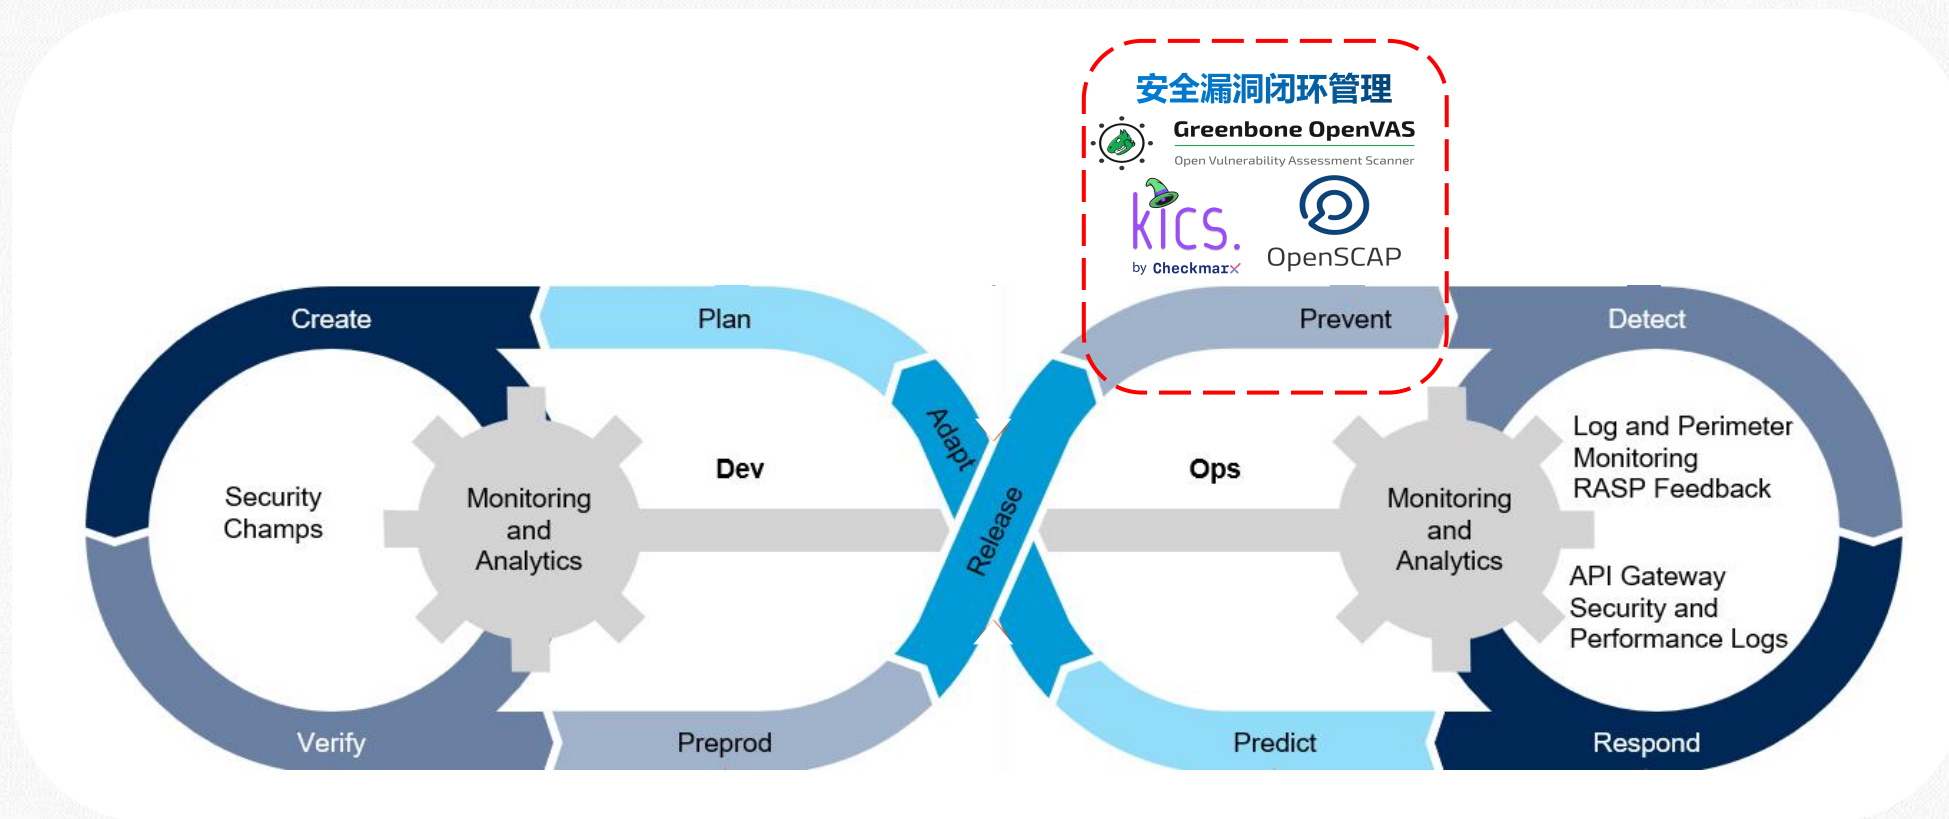 安全漏洞闭环管理
Greenbone OpenVAS
Open Vulnerability Assessment Scanner
kics.
by Checkmarx
OpenSCAP
Create
Plan
Prevent
Detect
Adapt
Release
Dev
Ops
Security
Champs
Monitoring
and
Analytics
Monitoring
and
Analytics
Log and Perimeter
Monitoring
RASP Feedback
API Gateway
Security and
Performance Logs
Verify
Preprod
Predict
Respond